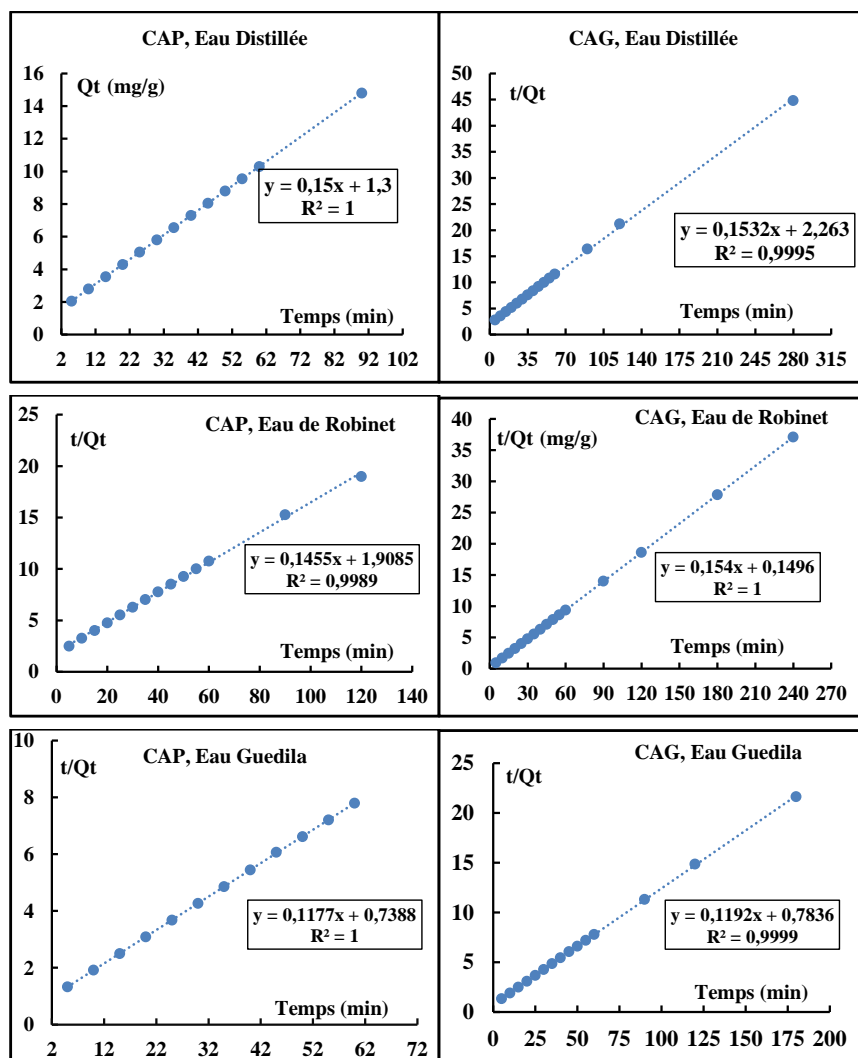 CAP, Eau Distillée
Qt (mg/g)
16
14
12
10
8
6
4
2
0
y = 0,15x + 1,3
R² = 1
Temps (min)
2 12 22 32 42 52 62 72 82 92 102
CAG, Eau Distillée
t/Qt
50
45
40
35
30
25
20
15
10
5
0
y = 0,1532x + 2,263
R² = 0,9995
Temps (min)
0 35 70 105 140 175 210 245 280 315
CAP, Eau de Robinet
t/Qt
25
20
15
10
5
0
y = 0,1455x + 1,9085
R² = 0,9989
Temps (min)
0 20 40 60 80 100 120 140
CAG, Eau de Robinet
t/Qt (mg/g)
40
35
30
25
20
15
10
5
0
y = 0,154x + 0,1496
R² = 1
Temps (min)
0 30 60 90 120 150 180 210 240 270
CAP, Eau Guedila
t/Qt
10
8
6
4
2
0
y = 0,1177x + 0,7388
R² = 1
Temps (min)
2 12 22 32 42 52 62 72
CAG, Eau Guedila
t/Qt
25
20
15
10
5
0
y = 0,1192x + 0,7836
R² = 0,9999
Temps (min)
0 25 50 75 100 125 150 175 200